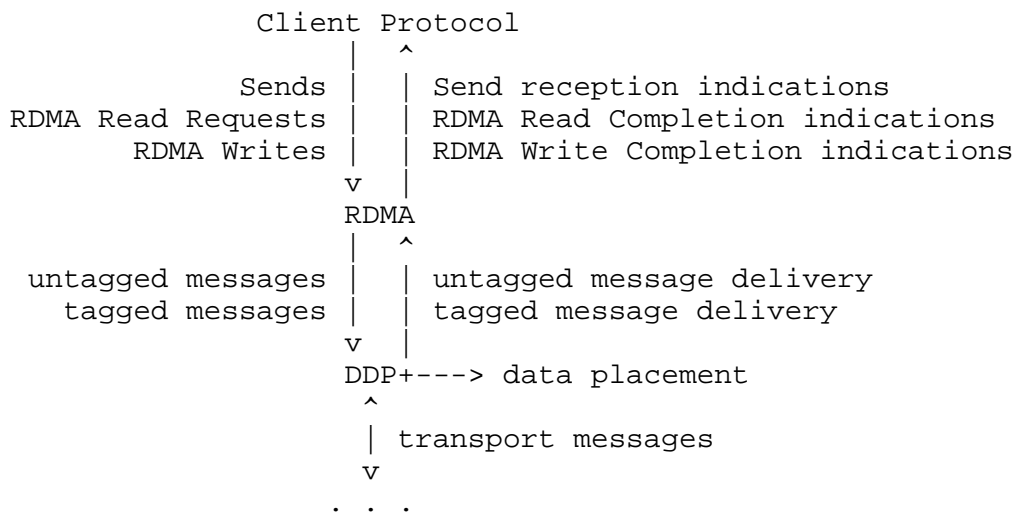 Client Protocol
| ^
Sends | | Send reception indications
RDMA Read Requests | | RDMA Read Completion indications
RDMA Writes | | RDMA Write Completion indications
v |
RDMA
| ^
untagged messages | | untagged message delivery
tagged messages | | tagged message delivery
v |
DDP+---> data placement
^
| transport messages
v
. . .